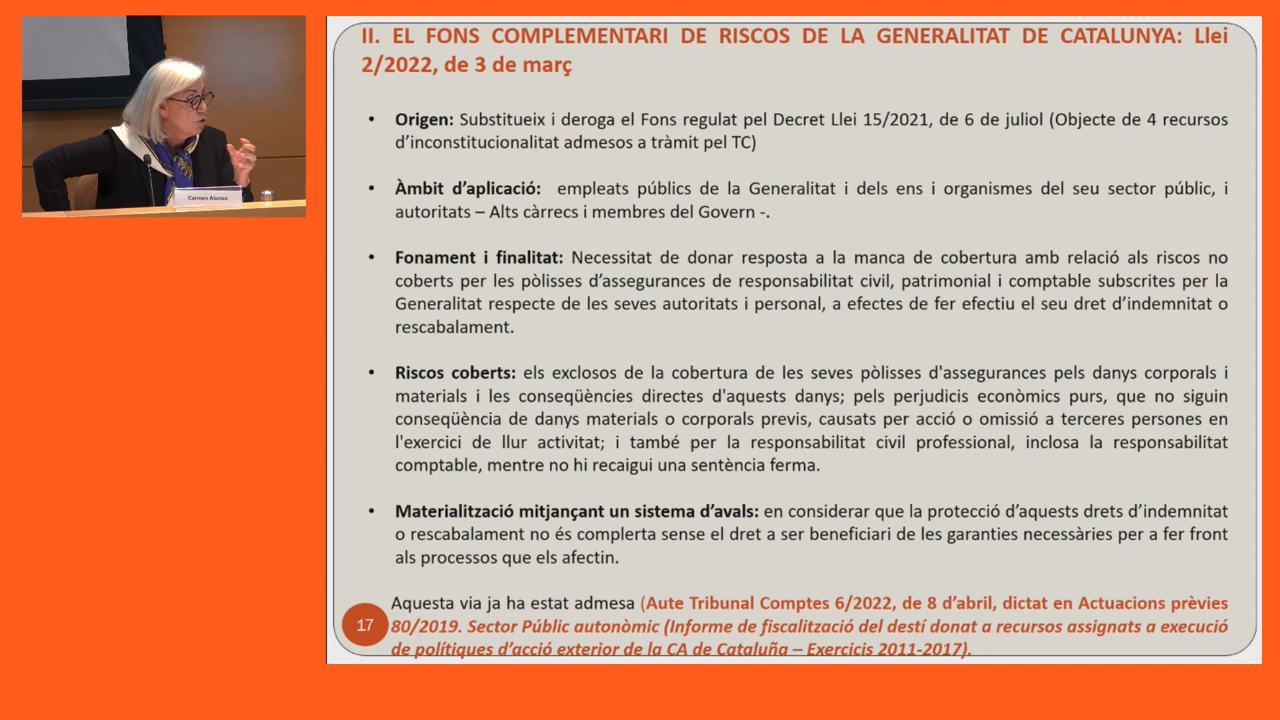 Carmen Alonso
II. EL FONS COMPLEMENTARI DE RISCOS DE LA GENERALITAT DE CATALUNYA: Llei
2/2022, de 3 de març
• Origen: Substitueix i deroga el Fons regulat pel Decret Llei 15/2021, de 6 de juliol (Objecte de 4 recursos
d’inconstitucionalitat admesos a tràmit pel TC)
• Àmbit d’aplicació: empleats públics de la Generalitat i dels ens i organismes del seu sector públic, i
autoritats – Alts càrrecs i membres del Govern -.
• Fonament i finalitat: Necessitat de donar resposta a la manca de cobertura amb relació als riscos no
coberts per les pòlisses d’assegurances de responsabilitat civil, patrimonial i comptable subscrites per la
Generalitat respecte de les seves autoritats i personal, a efectes de fer efectiu el seu dret d’indemnitat o
rescabalament.
• Riscos coberts: els exclosos de la cobertura de les seves pòlisses d'assegurances pels danys corporals i
materials i les conseqüències directes d'aquests danys; pels perjudicis econòmics purs, que no siguin
conseqüència de danys materials o corporals previs, causats per acció o omissió a terceres persones en
l'exercici de llur activitat; i també per la responsabilitat civil professional, inclosa la responsabilitat
comptable, mentre no hi recaigui una sentència ferma.
• Materialització mitjançant un sistema d’avals: en considerar que la protecció d’aquests drets d’indemnitat
o rescabalament no és complerta sense el dret a ser beneficiari de les garanties necessàries per a fer front
als processos que els afectin.
Aquesta via ja ha estat admesa (Aute Tribunal Comptes 6/2022, de 8 d’abril, dictat en Actuacions prèvies
17 80/2019. Sector Públic autonòmic (Informe de fiscalització del destí donat a recursos assignats a execució
de polítiques d’acció exterior de la CA de Cataluña – Exercicis 2011-2017).